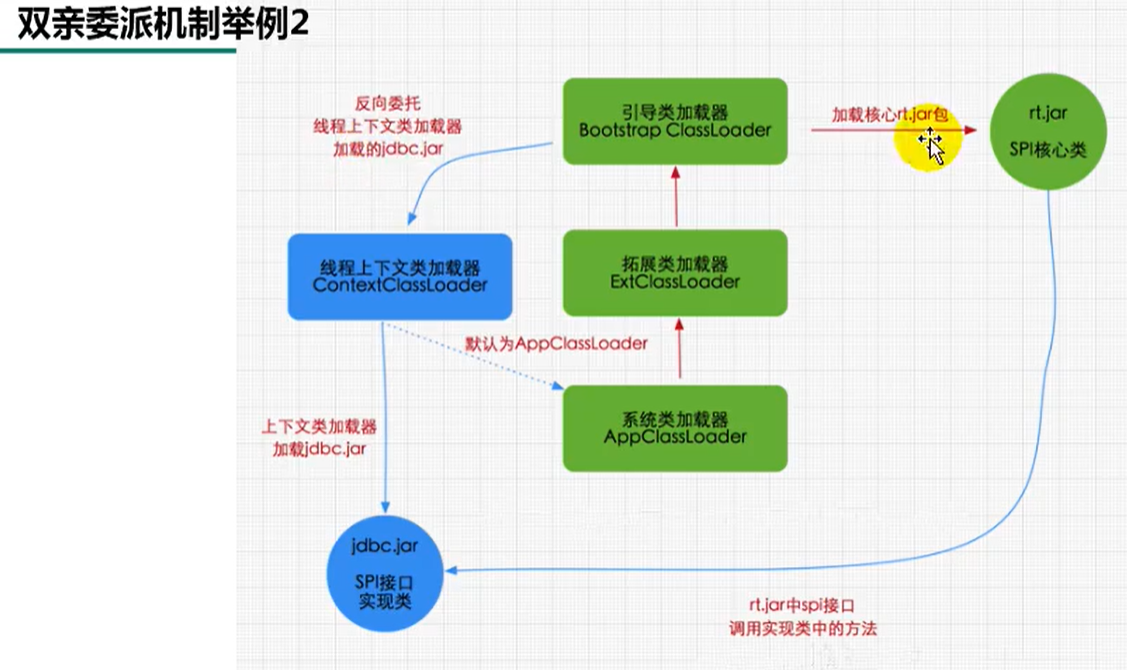 双亲委派机制举例2
反向委托
线程上下文类加载器
加载的jdbc.jar
引导类加载器
Bootstrap ClassLoader
加载核心rt.jar包
rt.jar
SPI核心类
线程上下文类加载器
ContextClassLoader
拓展类加载器
ExtClassLoader
默认为AppClassLoader
系统类加载器
AppClassLoader
上下文类加载器
加载jdbc.jar
jdbc.jar
SPI接口
实现类
rt.jar中spi接口
调用实现类中的方法